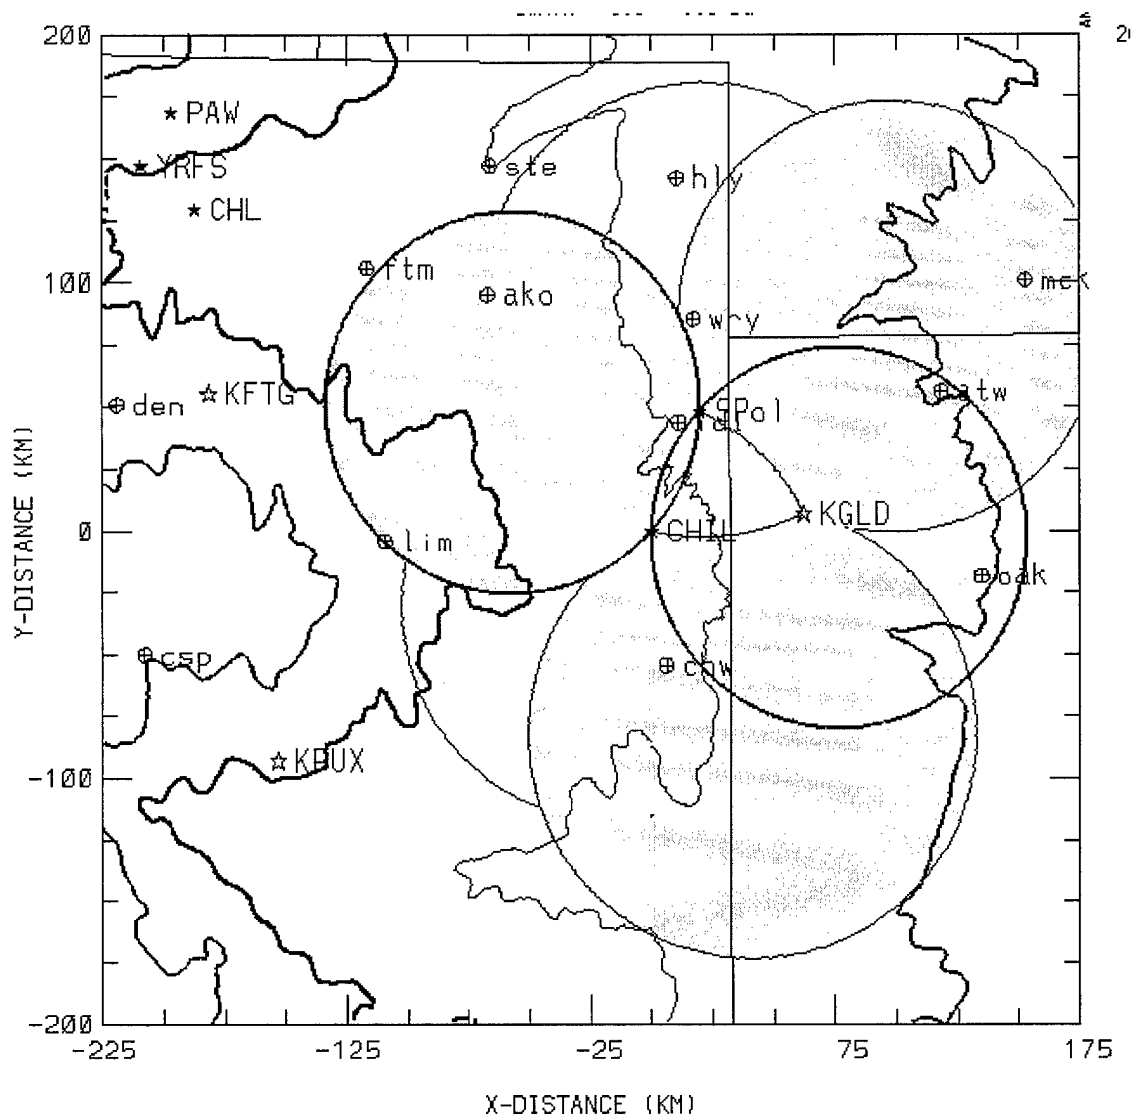 200
PAW
YRFS
ste
hly
CHL
ftm
100
ako
mck
wry
den
KFTG
atw
SPol
Y-DISTANCE (KM)
KGLD
0
CHIL
lim
oak
csp
chw
KPUX
-100
-200
-225
-125
-25
75
175
X-DISTANCE (KM)